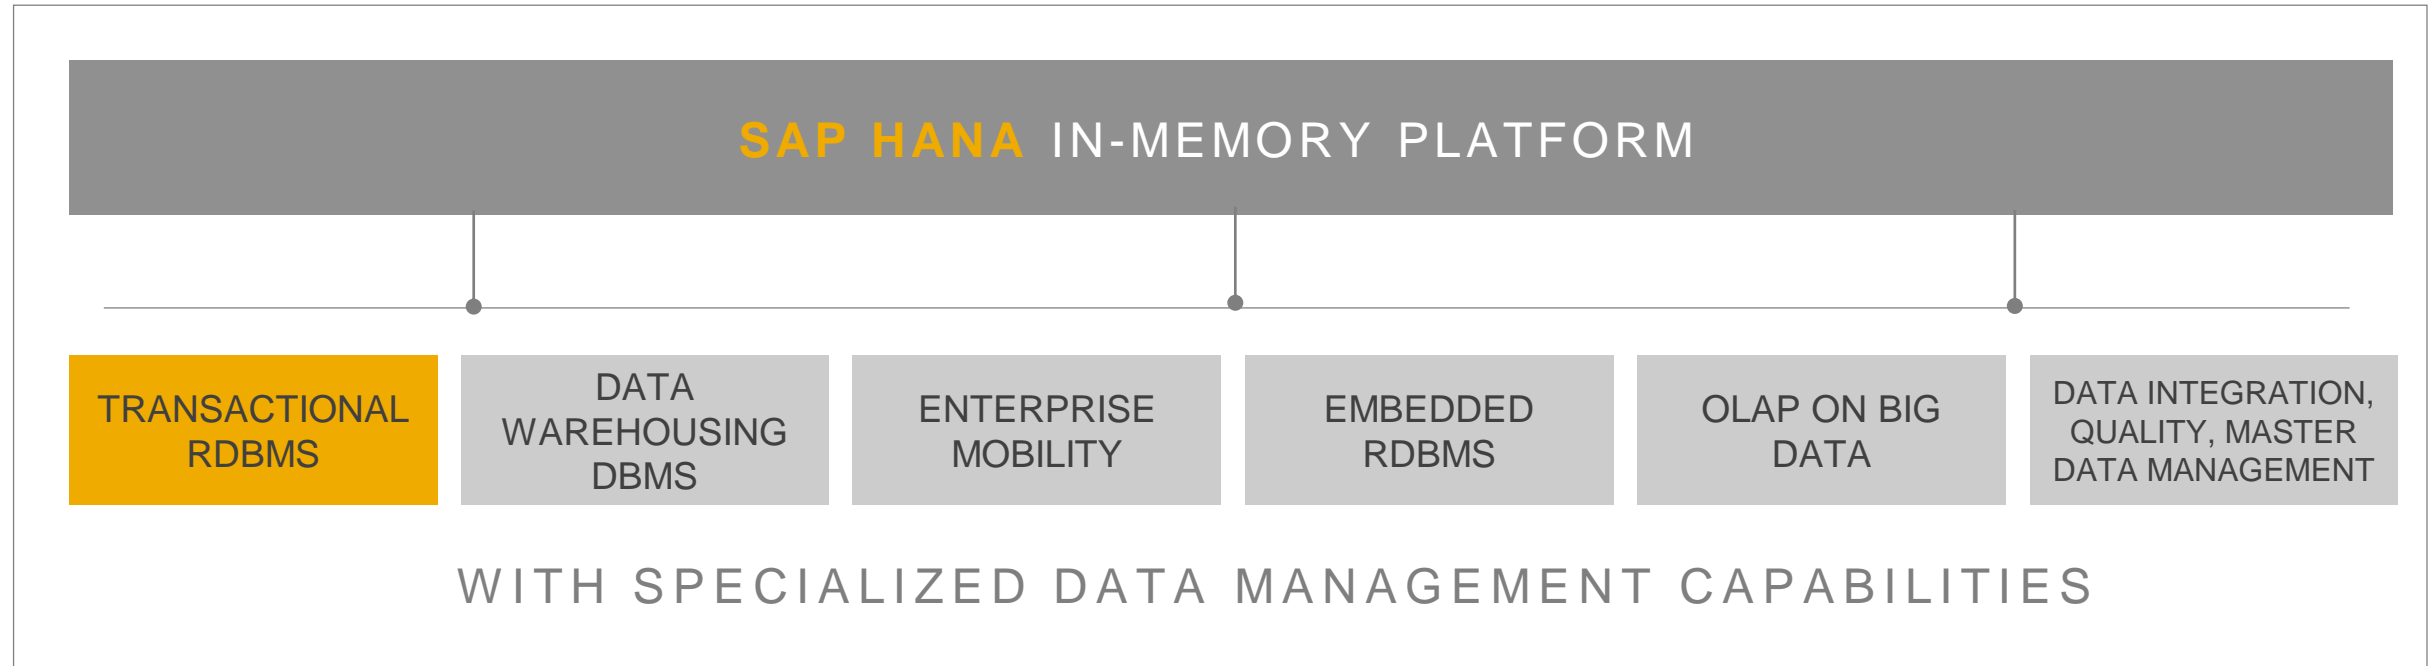 SAP HANA IN-MEMORY PLATFORM
TRANSACTIONAL
RDBMS
DATA
WAREHOUSING
DBMS
ENTERPRISE
MOBILITY
EMBEDDED
RDBMS
OLAP ON BIG
DATA
DATA INTEGRATION,
QUALITY, MASTER
DATA MANAGEMENT
WITH SPECIALIZED DATA MANAGEMENT CAPABILITIES